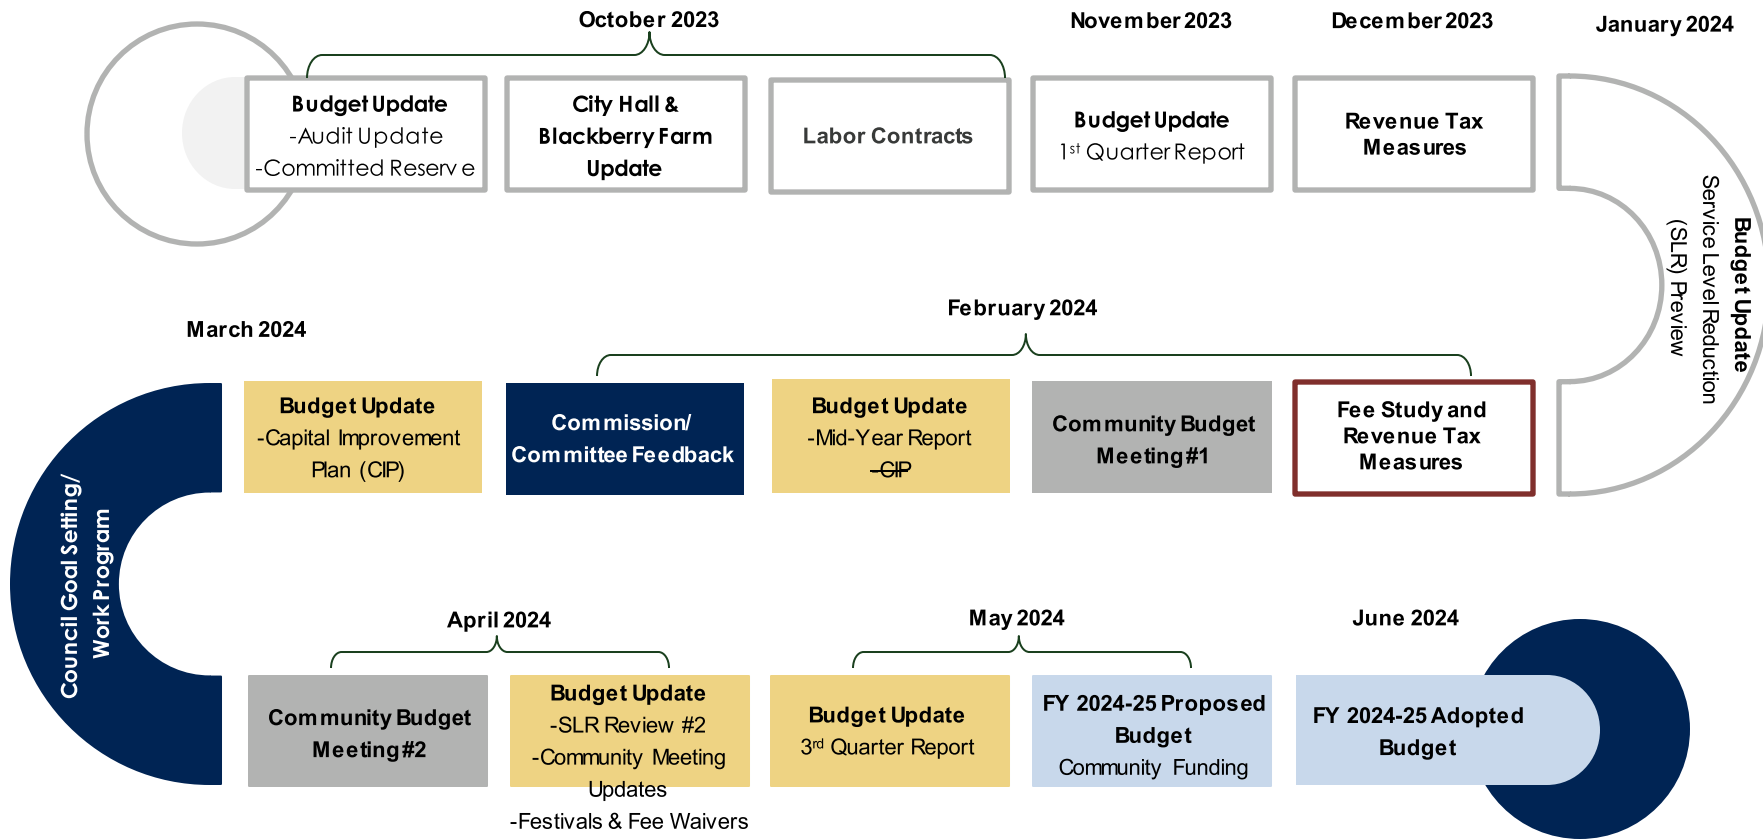 October 2023
November 2023
December 2023
January 2024
Budget Update
-Audit Update
-Committed Reserve
City Hall &
Blackberry Farm
Update
Labor Contracts
Budget Update
1st Quarter Report
Revenue Tax
Measures
Budget Update
Service Level Reduction
(SLR) Preview
February 2024
March 2024
Fee Study and
Revenue Tax
Measures
Community Budget
Meeting #1
Budget Update
-Mid-Year Report
-CIP
Commission/
Committee Feedback
Budget Update
-Capital Improvement
Plan (CIP)
Council Goal Setting/
Work Program
April 2024
May 2024
June 2024
Community Budget
Meeting #2
Budget Update
-SLR Review #2
-Community Meeting
Updates
-Festivals & Fee Waivers
Budget Update
3rd Quarter Report
FY 2024-25 Proposed
Budget
Community Funding
FY 2024-25 Adopted
Budget